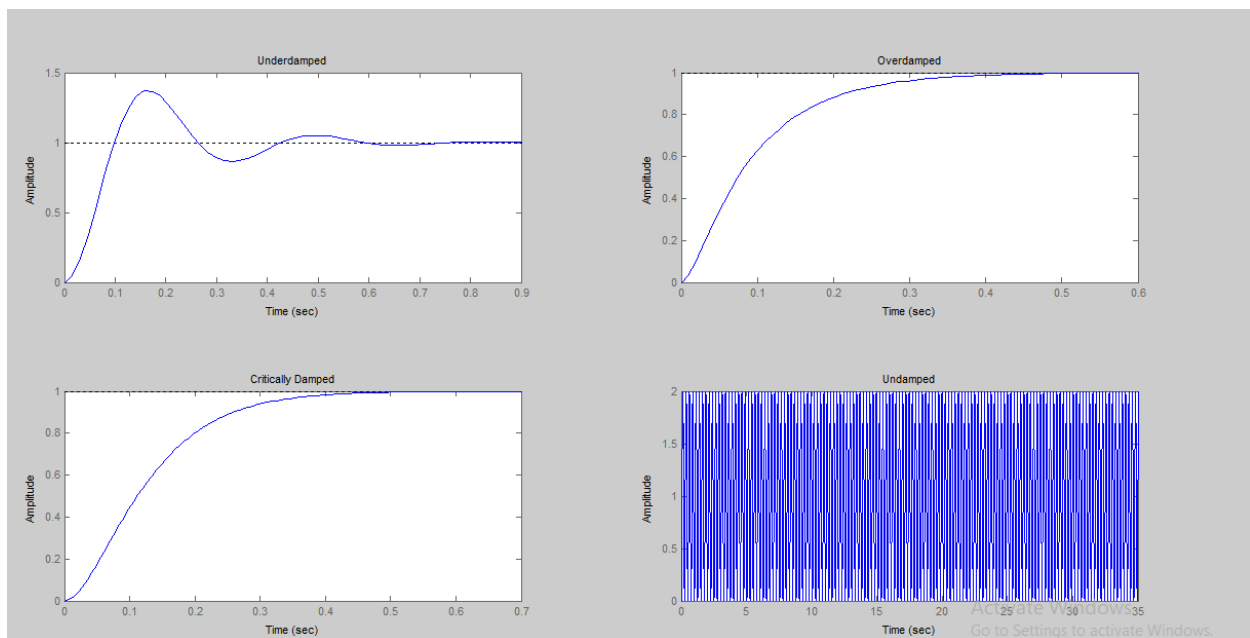 Underdamped
1.5
1
0.5
0
Amplitude
0 0.1 0.2 0.3 0.4 0.5 0.6 0.7 0.8 0.9
Time (sec)
Overdamped
1
0.8
0.6
0.4
0.2
0
Amplitude
0 0.1 0.2 0.3 0.4 0.5 0.6
Time (sec)
Critically Damped
1
0.8
0.6
0.4
0.2
0
Amplitude
0 0.1 0.2 0.3 0.4 0.5 0.6 0.7
Time (sec)
Undamped
2
1.5
1
0.5
0
Amplitude
0 5 10 15 20 25 30 35
Time (sec)
Activate Windows
Go to Settings to activate Windows.